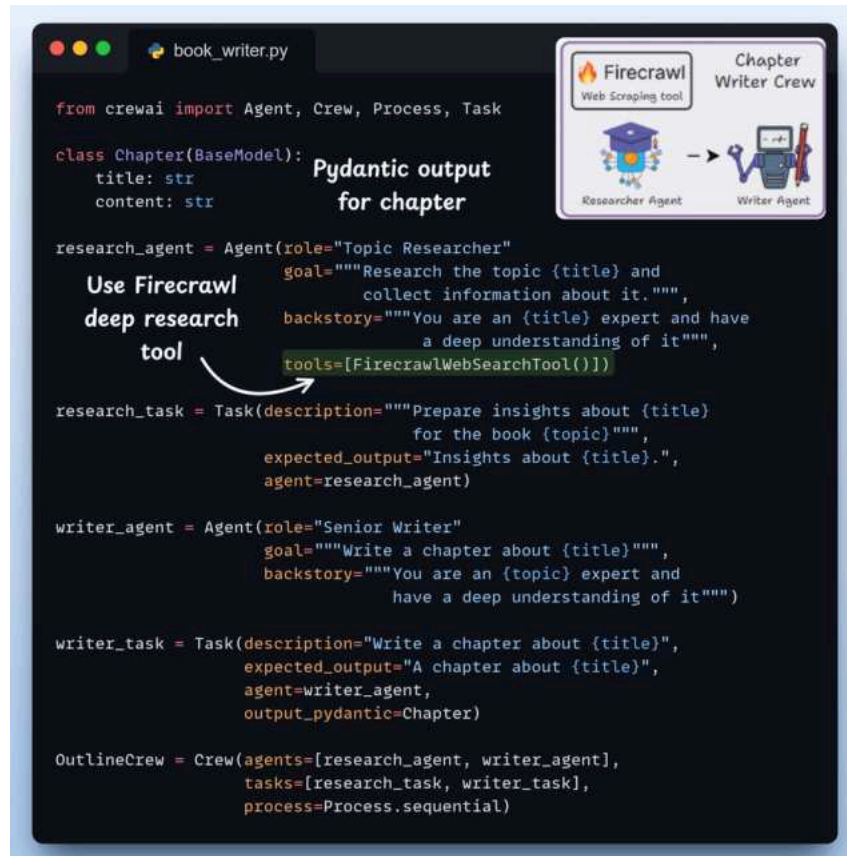 book_writer.py
Firecrawl
Web Scraping tool
Chapter
Writer Crew
Researcher Agent
Writer Agent
from crewai import Agent, Crew, Process, Task
class Chapter(BaseModel):
title: str
content: str
Pydantic output
for chapter
research_agent = Agent(role="Topic Researcher"
goal="""Research the topic {title} and
collect information about it.""",
backstory="""You are an {title} expert and have
a deep understanding of it""",
tools=[FirecrawlWebSearchTool()])
Use Firecrawl
deep research
tool
research_task = Task(description="""Prepare insights about {title}
for the book {topic}""",
expected_output="Insights about {title}.",
agent=research_agent)
writer_agent = Agent(role="Senior Writer"
goal="""Write a chapter about {title}""",
backstory="""You are an {topic} expert and
have a deep understanding of it""")
writer_task = Task(description="Write a chapter about {title}",
expected_output="A chapter about {title}",
agent=writer_agent,
output_pydantic=Chapter)
OutlineCrew = Crew(agents=[research_agent, writer_agent],
tasks=[research_task, writer_task],
process=Process.sequential)